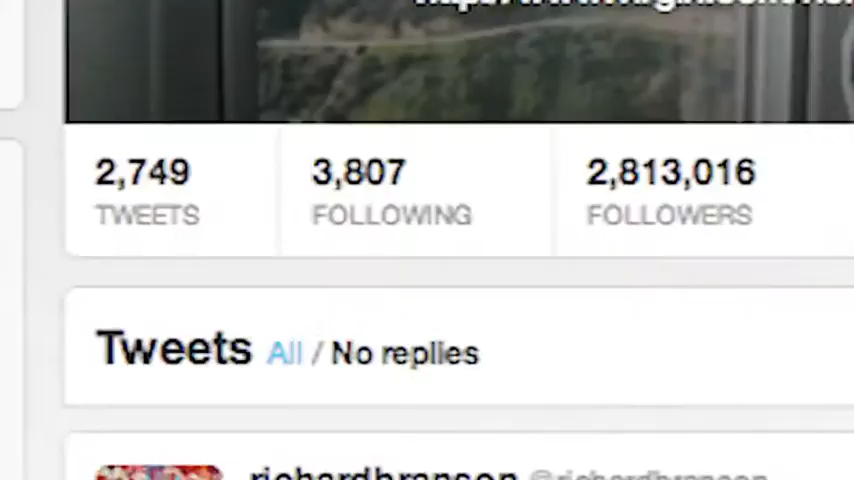 2,749 3,807 2,813,016
TWEETS FOLLOWING FOLLOWERS
Tweets All / No replies
richardbranson @richardbranson